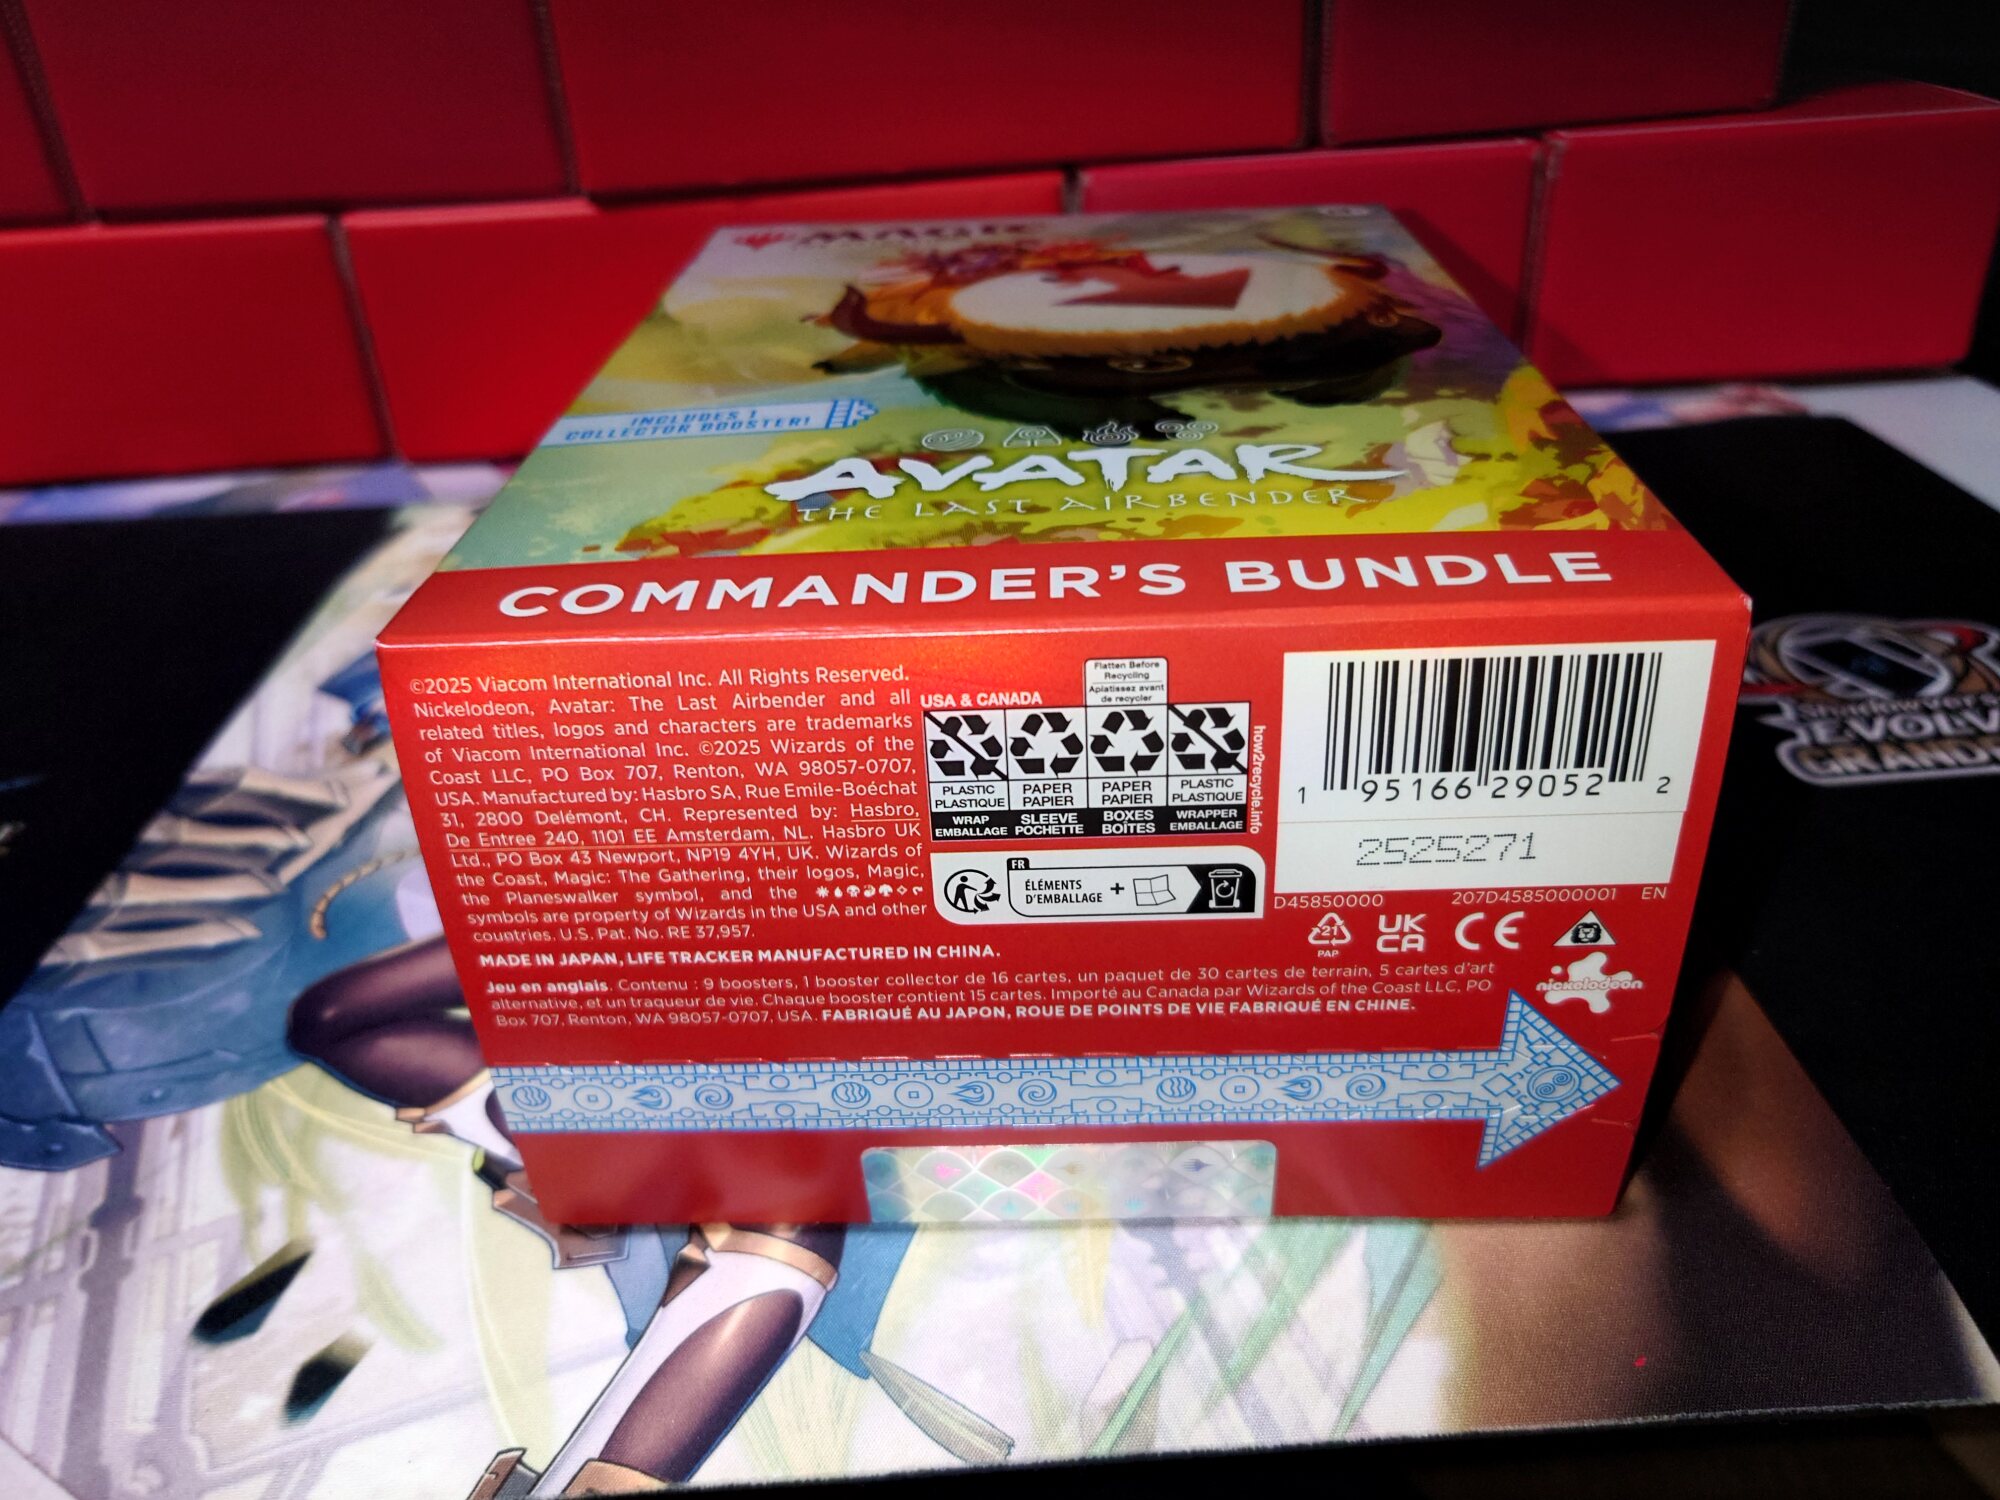 MAGIC
INCLUDES 1
COLLECTOR BOOSTER!
AVATAR
THE LAST AIRBENDER
COMMANDER'S BUNDLE
©2025 Viacom International Inc. All Rights Reserved.
Nickelodeon, Avatar: The Last Airbender and all
related titles, logos and characters are trademarks
of Viacom International Inc. ©2025 Wizards of the
Coast LLC, PO Box 707, Renton, WA 98057-0707,
USA. Manufactured by: Hasbro SA, Rue Emile-Boéchat
31, 2800 Delémont, CH. Represented by: Hasbro,
De Entree 240, 1101 EE Amsterdam, NL. Hasbro UK
Ltd., PO Box 43 Newport, NP19 4YH, UK. Wizards of
the Coast, Magic: The Gathering, their logos, Magic,
the Planeswalker symbol, and the
symbols are property of Wizards in the USA and other
countries. U.S. Pat. No. RE 37,957.
MADE IN JAPAN, LIFE TRACKER MANUFACTURED IN CHINA.
Jeu en anglais. Contenu : 9 boosters, 1 booster collector de 16 cartes, un paquet de 30 cartes de terrain, 5 cartes d'art
alternative, et un traqueur de vie. Chaque booster contient 15 cartes. Importé au Canada par Wizards of the Coast LLC, PO
Box 707, Renton, WA 98057-0707, USA. FABRIQUÉ AU JAPON, ROUE DE POINTS DE VIE FABRIQUÉ EN CHINE.
USA & CANADA
Flatten Before
Recycling
Aplatissez avant
de recycler
PLASTIC
PLASTIQUE
WRAP
EMBALLAGE
PAPER
PAPIER
SLEEVE
POCHETTE
PAPER
PAPIER
BOXES
BOÎTES
PLASTIC
PLASTIQUE
WRAPPER
EMBALLAGE
how2recycle.info
FR
ÉLÉMENTS
D'EMBALLAGE
+
1 95166 29052 2
2525271
D45850000 207D4585000001 EN
21
PAP
UK
CA
CE
nickelodeon
EVOLV
GRAND